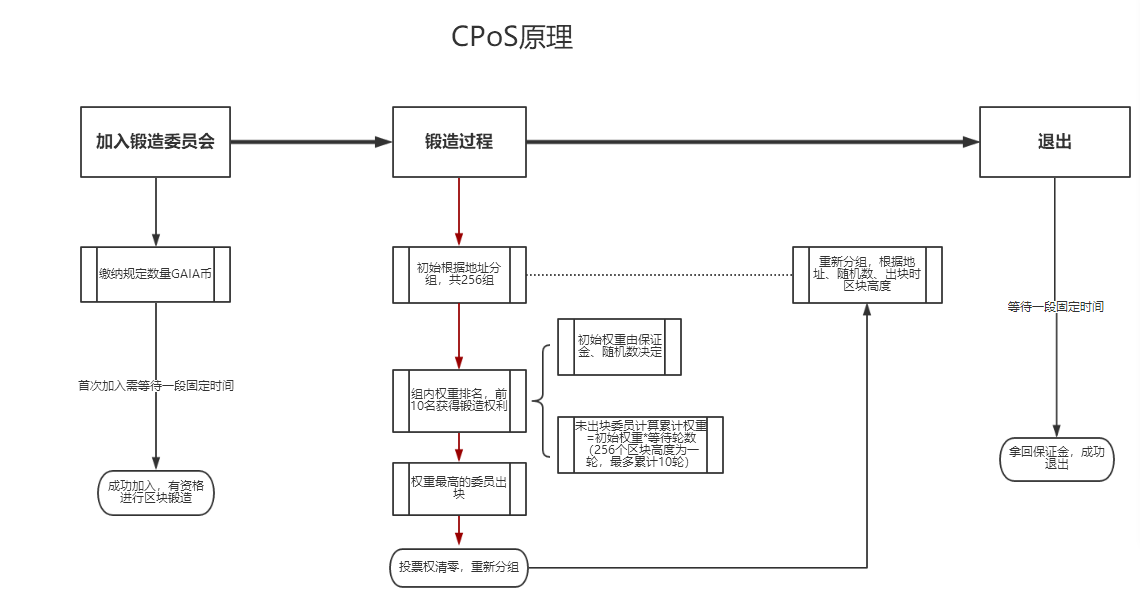 CPoS原理
加入锻造委员会
锻造过程
退出
缴纳规定数量GAIA币
首次加入需等待一段固定时间
成功加入，有资格
进行区块锻造
初始根据地址分
组，共256组
组内权重排名，前
10名获得锻造权利
权重最高的委员出
块
投票权清零，重新分组
初始权重由保证
金、随机数决定
未出块委员计算累计权重
=初始权重*等待轮数
（256个区块高度为一
轮，最多累计10轮）
重新分组，根据地
址、随机数、出块时
区块高度
等待一段固定时间
拿回保证金，成功
退出